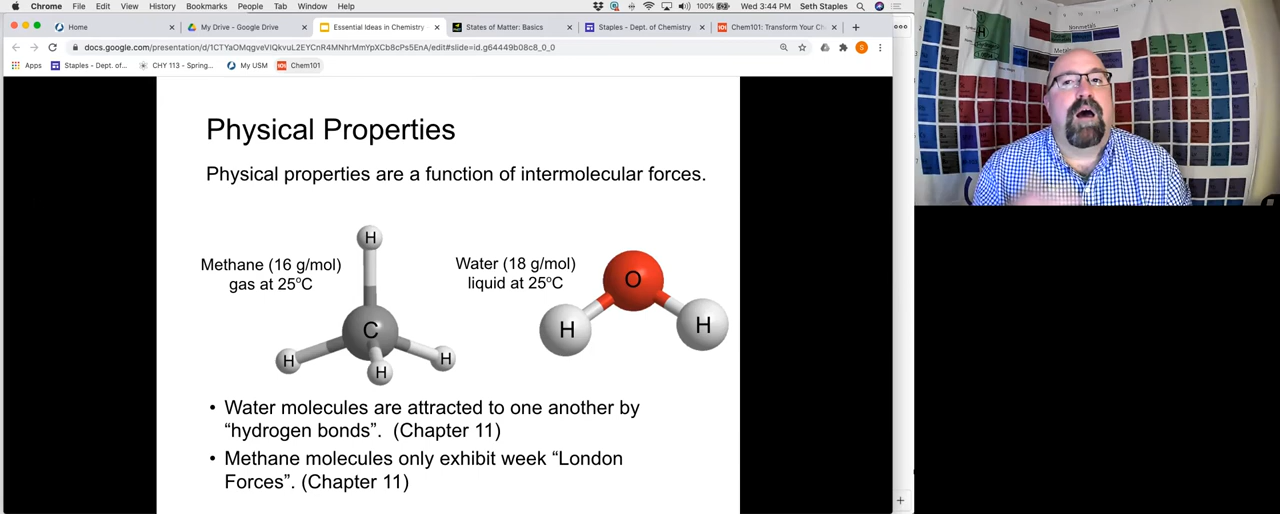 Chrome File Edit View History Bookmarks People Tab Window Help
100% Wed 3:44 PM Seth Staples
Home
My Drive - Google Drive
Essential Ideas in Chemistry
States of Matter: Basics
Staples - Dept. of Chemistry
Chem101: Transform Your Ch
docs.google.com/presentation/d/1CTYaOMqgveVIQkvuL2EYCnR4MNhrMmYpXCb8cPs5EnA/edit#slide=id.g64449b08c8_0_0
S
Apps
Staples - Dept. of...
CHY 113 - Spring...
My USM
101 Chem101
Physical Properties
Physical properties are a function of intermolecular forces.
Methane (16 g/mol)
gas at 25°C
Water (18 g/mol)
liquid at 25°C
H
C
H
H
H
O
H
H
• Water molecules are attracted to one another by
“hydrogen bonds”. (Chapter 11)
• Methane molecules only exhibit week “London
Forces”. (Chapter 11)
H
Nonmetals